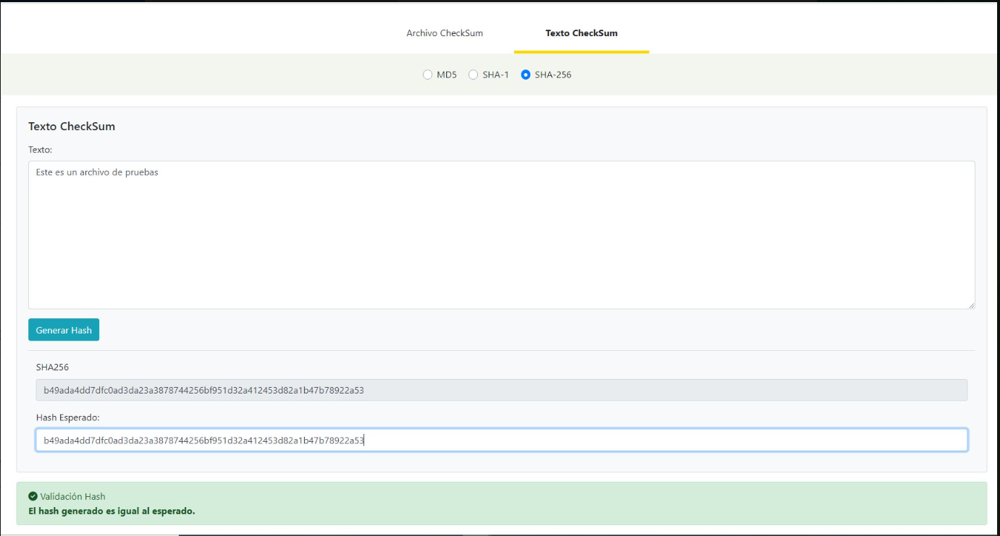 Archivo CheckSum Texto CheckSum
MD5 SHA-1 SHA-256
Texto CheckSum
Texto:
Este es un archivo de pruebas
Generar Hash
SHA256
b49ada4dd7dfc0ad3da23a3878744256bf951d32a412453d82a1b47b78922a53
Hash Esperado:
b49ada4dd7dfc0ad3da23a3878744256bf951d32a412453d82a1b47b78922a53
Validación Hash
El hash generado es igual al esperado.